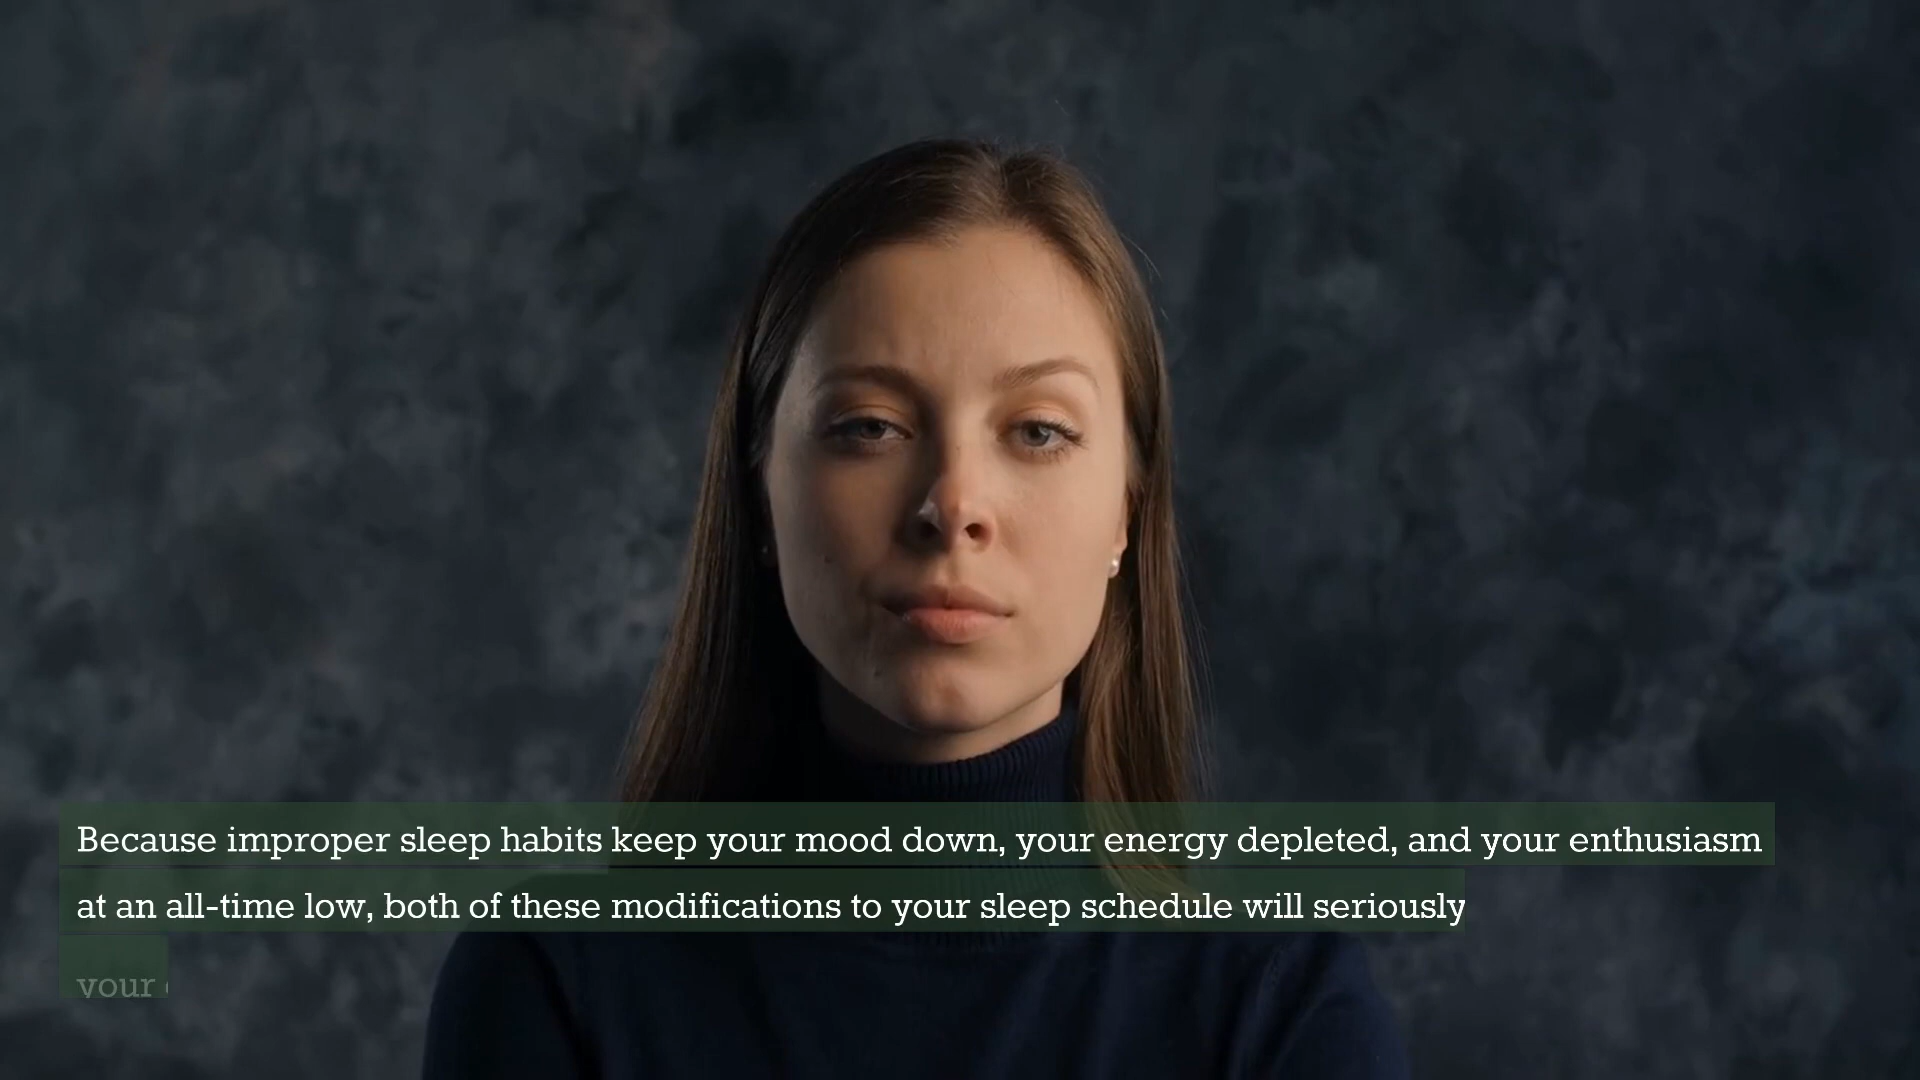 Because improper sleep habits keep your mood down, your energy depleted, and your enthusiasm
at an all-time low, both of these modifications to your sleep schedule will seriously
your